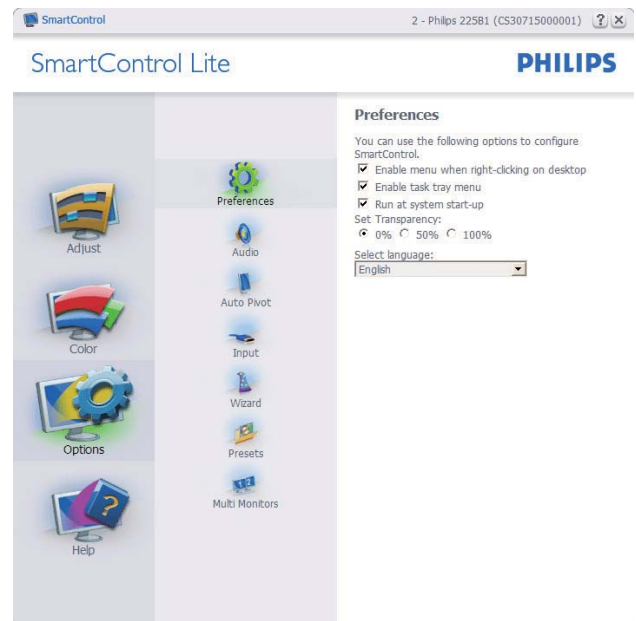 SmartControl
2 - Philips 225B1 (CS30715000001)
?
×
SmartControl Lite
PHILIPS
Adjust
Color
Options
?
Help
Preferences
Audio
Auto Pivot
Input
Wizard
Presets
1 2
Multi Monitors
Preferences
You can use the following options to configure
SmartControl.
Enable menu when right-clicking on desktop
Enable task tray menu
Run at system start-up
Set Transparency:
0% 50% 100%
Select language:
English